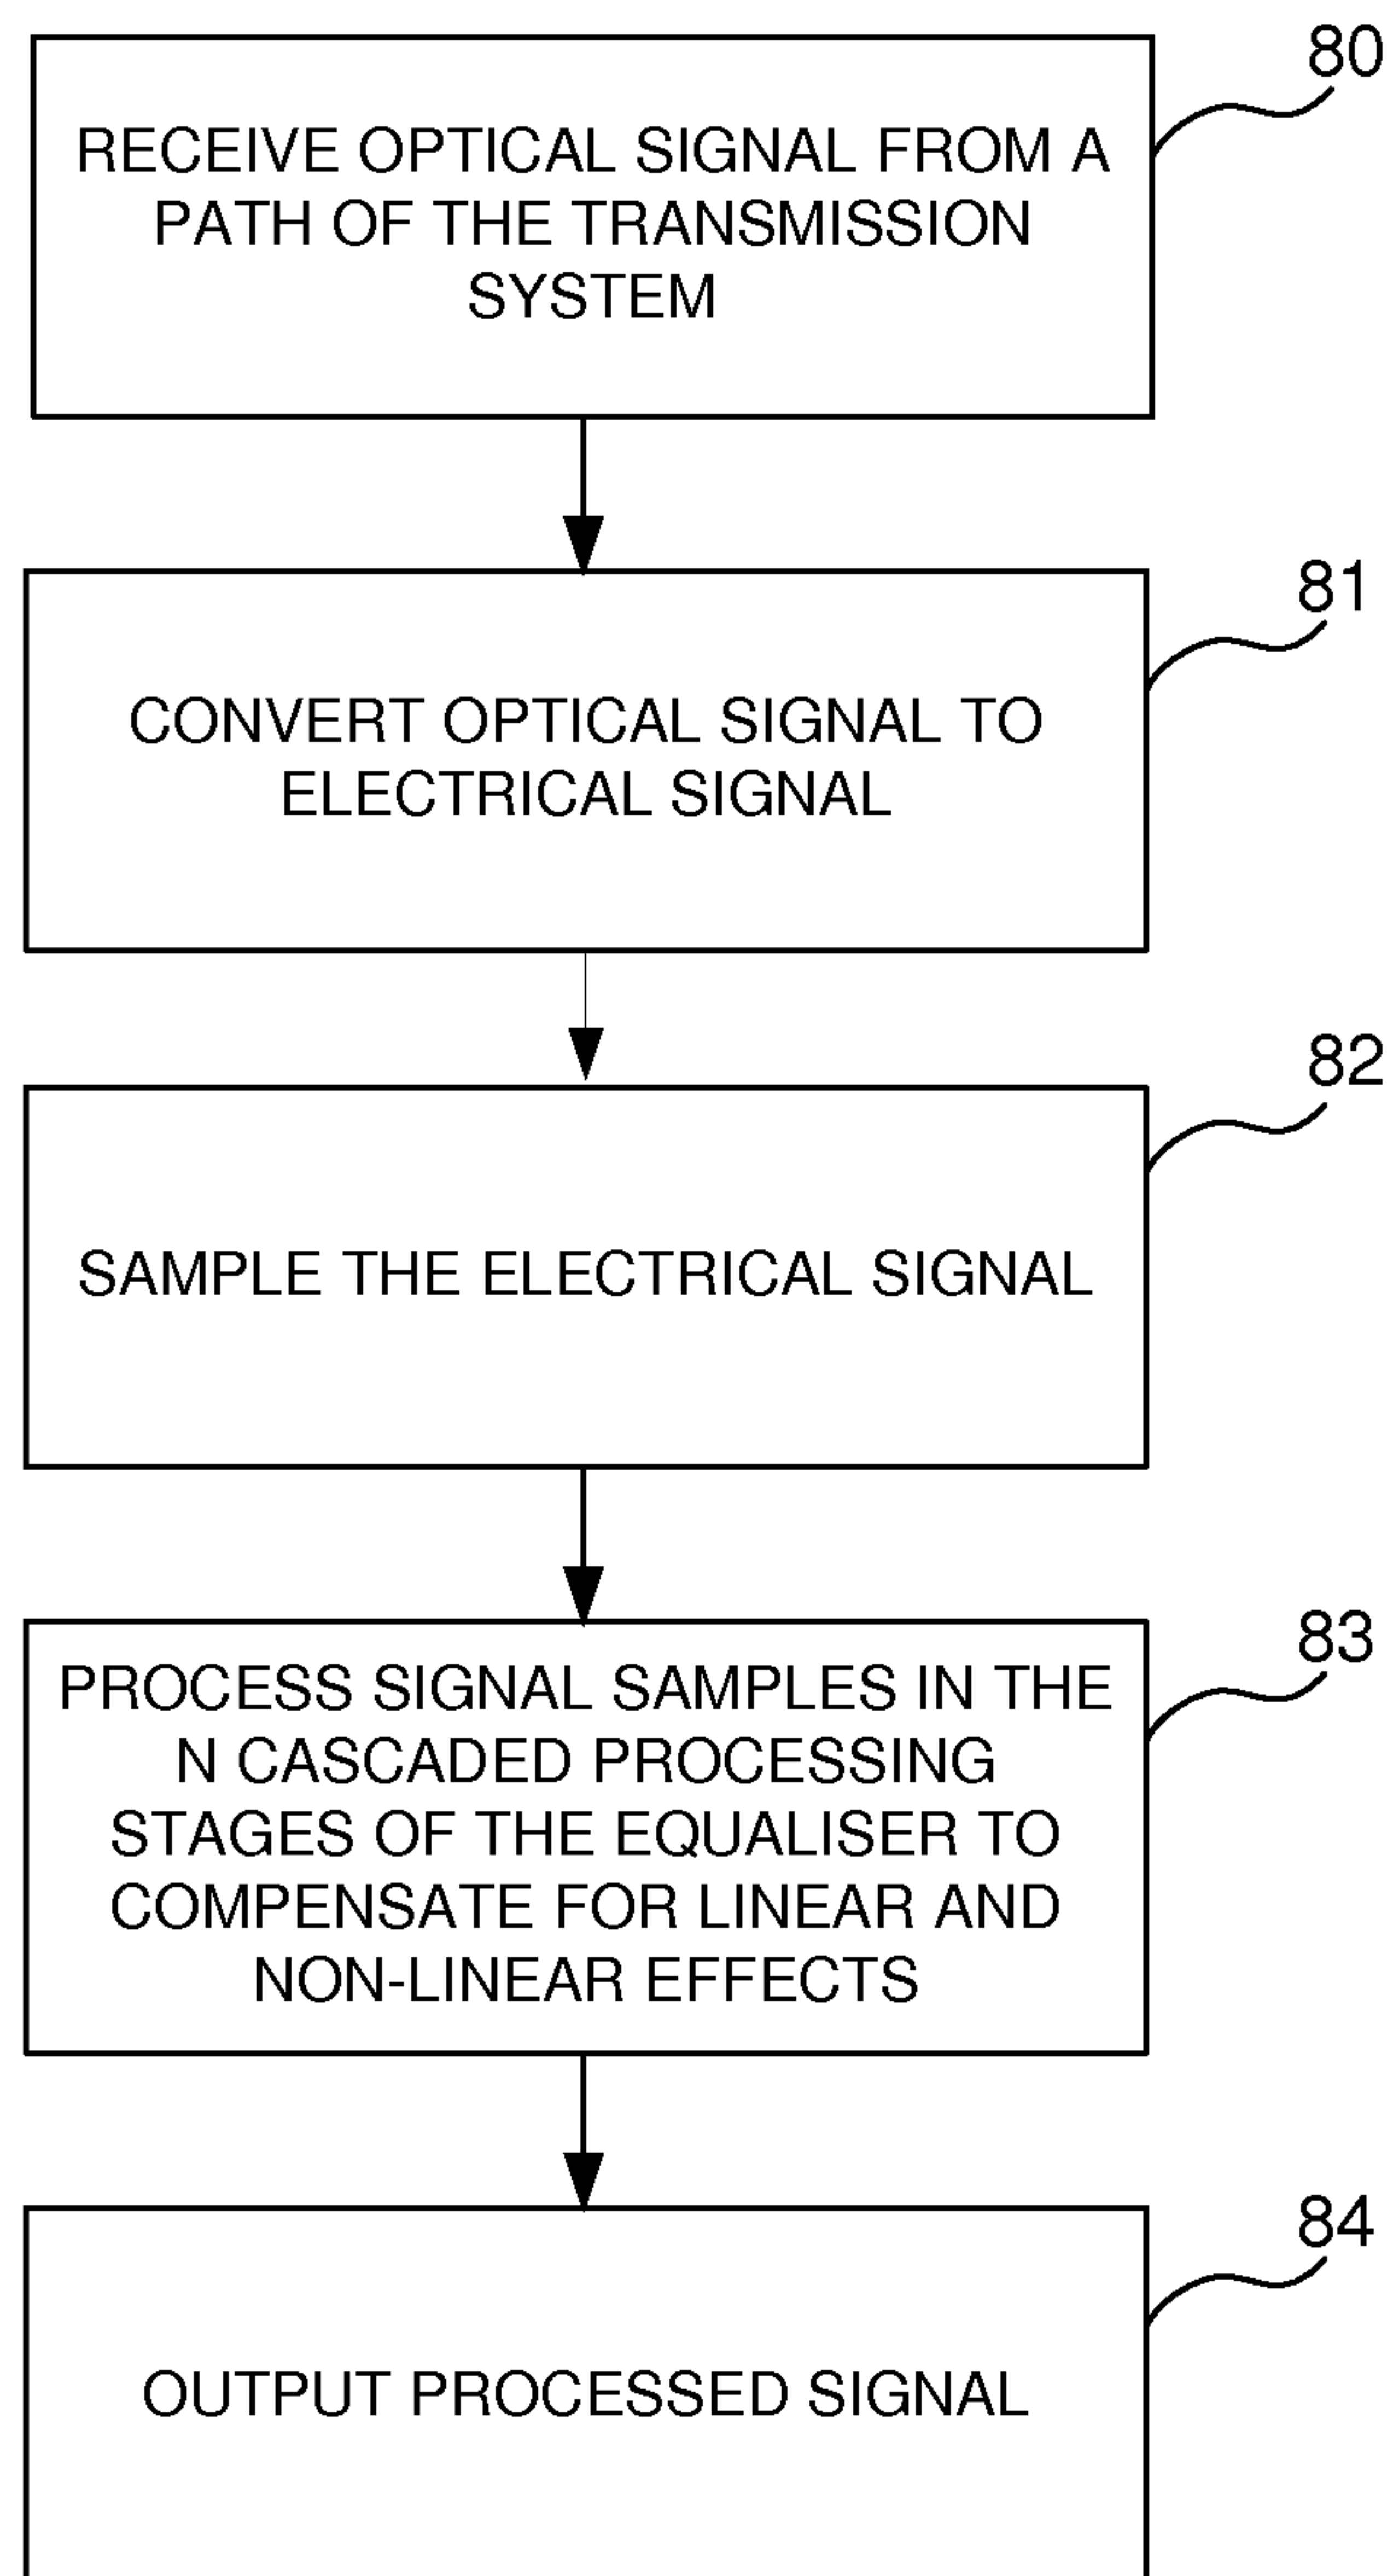 80
RECEIVE OPTICAL SIGNAL FROM A
PATH OF THE TRANSMISSION
SYSTEM
81
CONVERT OPTICAL SIGNAL TO
ELECTRICAL SIGNAL
82
SAMPLE THE ELECTRICAL SIGNAL
83
PROCESS SIGNAL SAMPLES IN THE
N CASCADED PROCESSING
STAGES OF THE EQUALISER TO
COMPENSATE FOR LINEAR AND
NON-LINEAR EFFECTS
84
OUTPUT PROCESSED SIGNAL